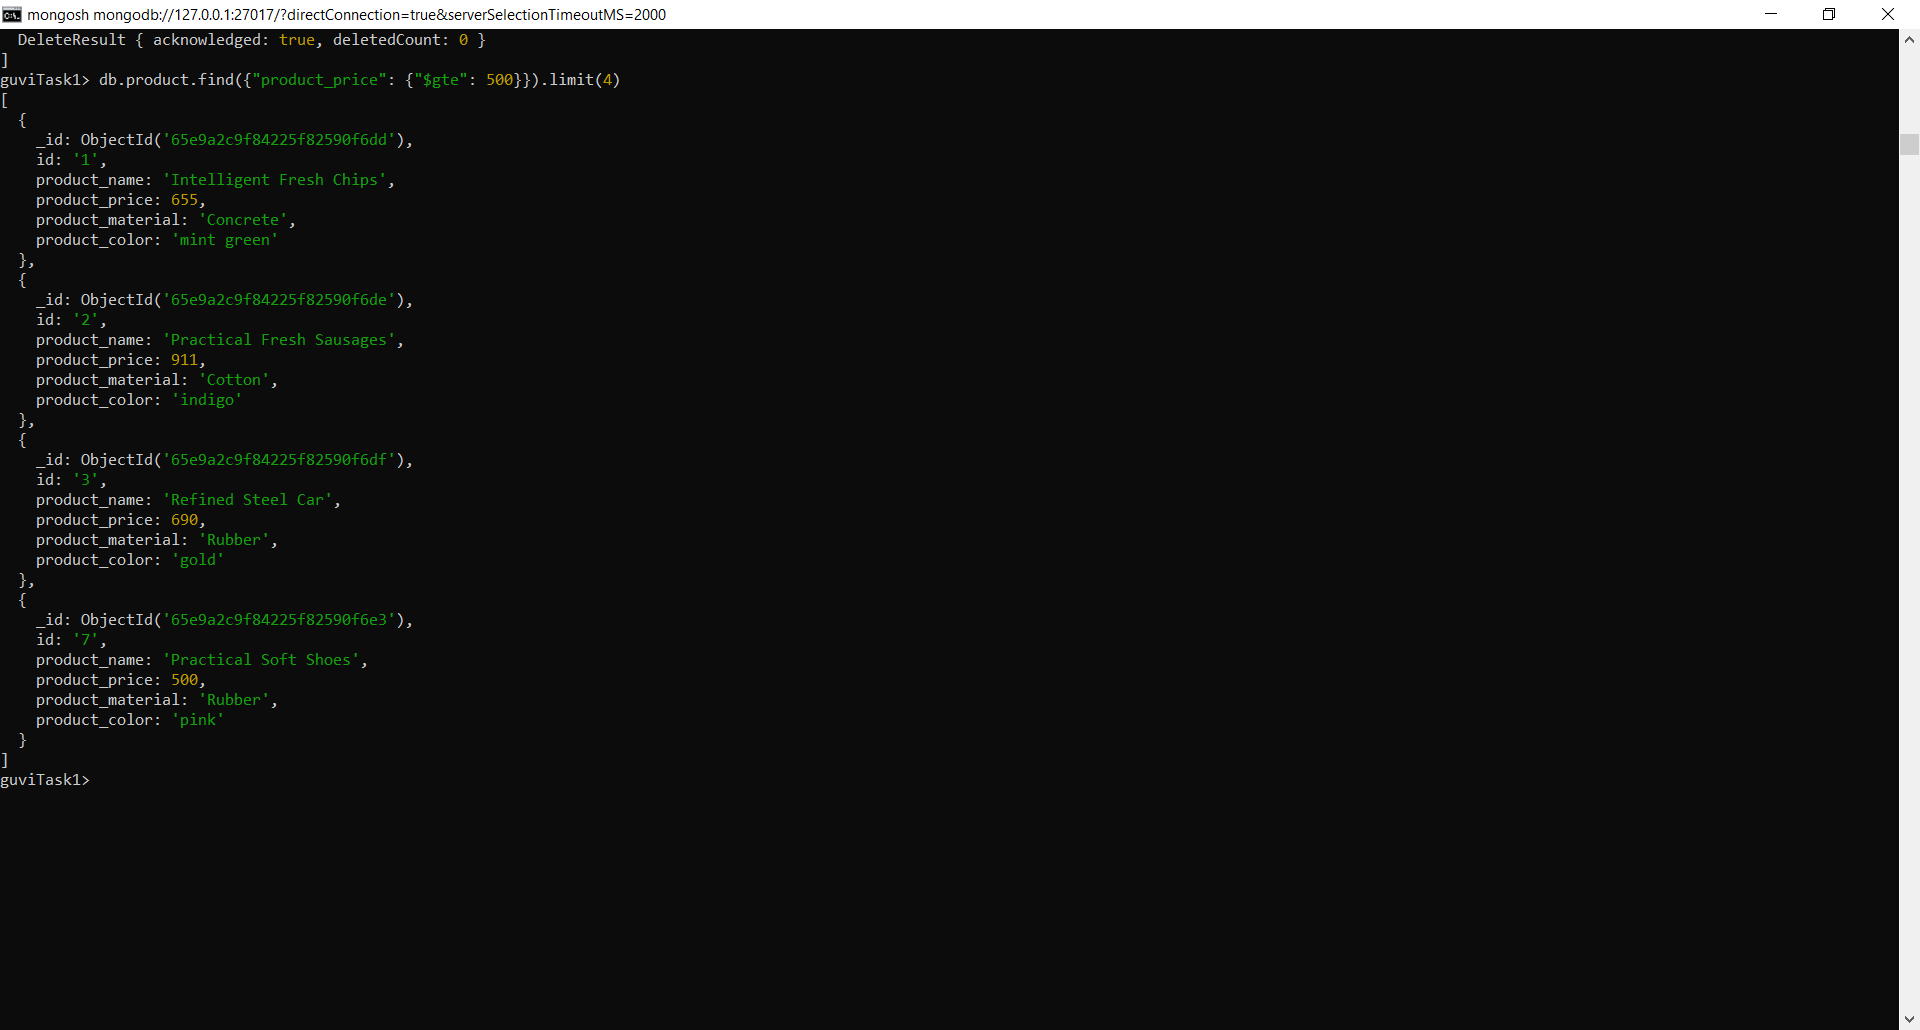 mongosh mongodb://127.0.0.1:27017/?directConnection=true&serverSelectionTimeoutMS=2000
  DeleteResult { acknowledged: true, deletedCount: 0 }
]
guviTask1> db.product.find({"product_price": {"$gte": 500}}).limit(4)
[
  {
    _id: ObjectId('65e9a2c9f84225f82590f6dd'),
    id: '1',
    product_name: 'Intelligent Fresh Chips',
    product_price: 655,
    product_material: 'Concrete',
    product_color: 'mint green'
  },
  {
    _id: ObjectId('65e9a2c9f84225f82590f6de'),
    id: '2',
    product_name: 'Practical Fresh Sausages',
    product_price: 911,
    product_material: 'Cotton',
    product_color: 'indigo'
  },
  {
    _id: ObjectId('65e9a2c9f84225f82590f6df'),
    id: '3',
    product_name: 'Refined Steel Car',
    product_price: 690,
    product_material: 'Rubber',
    product_color: 'gold'
  },
  {
    _id: ObjectId('65e9a2c9f84225f82590f6e3'),
    id: '7',
    product_name: 'Practical Soft Shoes',
    product_price: 500,
    product_material: 'Rubber',
    product_color: 'pink'
  }
]
guviTask1>